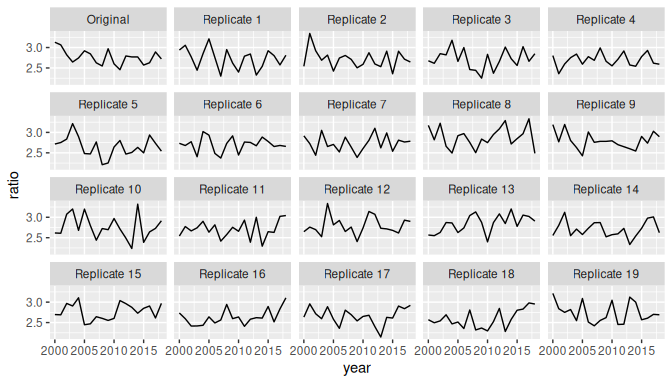 Original Replicate 1 Replicate 2 Replicate 3 Replicate 4
3.0
2.5
Replicate 5 Replicate 6 Replicate 7 Replicate 8 Replicate 9
3.0
2.5
Replicate 10 Replicate 11 Replicate 12 Replicate 13 Replicate 14
3.0
2.5
Replicate 15 Replicate 16 Replicate 17 Replicate 18 Replicate 19
3.0
2.5
2000 2005 2010 2015 2000 2005 2010 2015 2000 2005 2010 2015 2000 2005 2010 2015 2000 2005 2010 2015
year
ratio